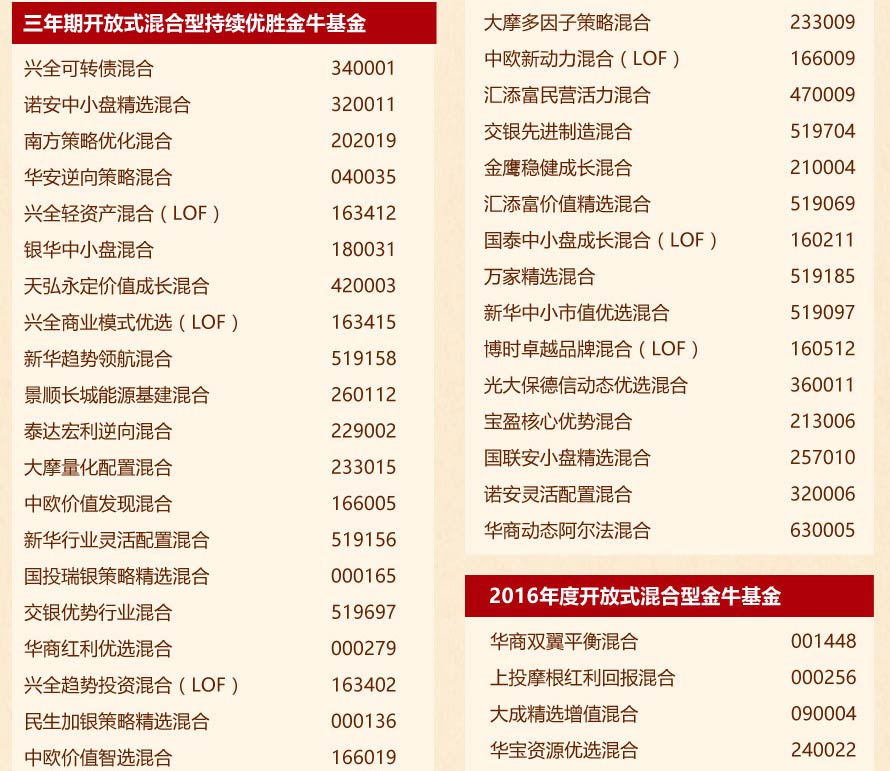 三年期开放式混合型持续优胜金牛基金
兴全可转债混合 340001
诺安中小盘精选混合 320011
南方策略优化混合 202019
华安逆向策略混合 040035
兴全轻资产混合（LOF） 163412
银华中小盘混合 180031
天弘永定价值成长混合 420003
兴全商业模式优选（LOF） 163415
新华趋势领航混合 519158
景顺长城能源基建混合 260112
泰达宏利逆向混合 229002
大摩量化配置混合 233015
中欧价值发现混合 166005
新华行业灵活配置混合 519156
国投瑞银策略精选混合 000165
交银优势行业混合 519697
华商红利优选混合 000279
兴全趋势投资混合（LOF） 163402
民生加银策略精选混合 000136
中欧价值智选混合 166019
大摩多因子策略混合 233009
中欧新动力混合（LOF） 166009
汇添富民营活力混合 470009
交银先进制造混合 519704
金鹰稳健成长混合 210004
汇添富价值精选混合 519069
国泰中小盘成长混合（LOF） 160211
万家精选混合 519185
新华中小市值优选混合 519097
博时卓越品牌混合（LOF） 160512
光大保德信动态优选混合 360011
宝盈核心优势混合 213006
国联安小盘精选混合 257010
诺安灵活配置混合 320006
华商动态阿尔法混合 630005
2016年度开放式混合型金牛基金
华商双翼平衡混合 001448
上投摩根红利回报混合 000256
大成精选增值混合 090004
华宝资源优选混合 240022